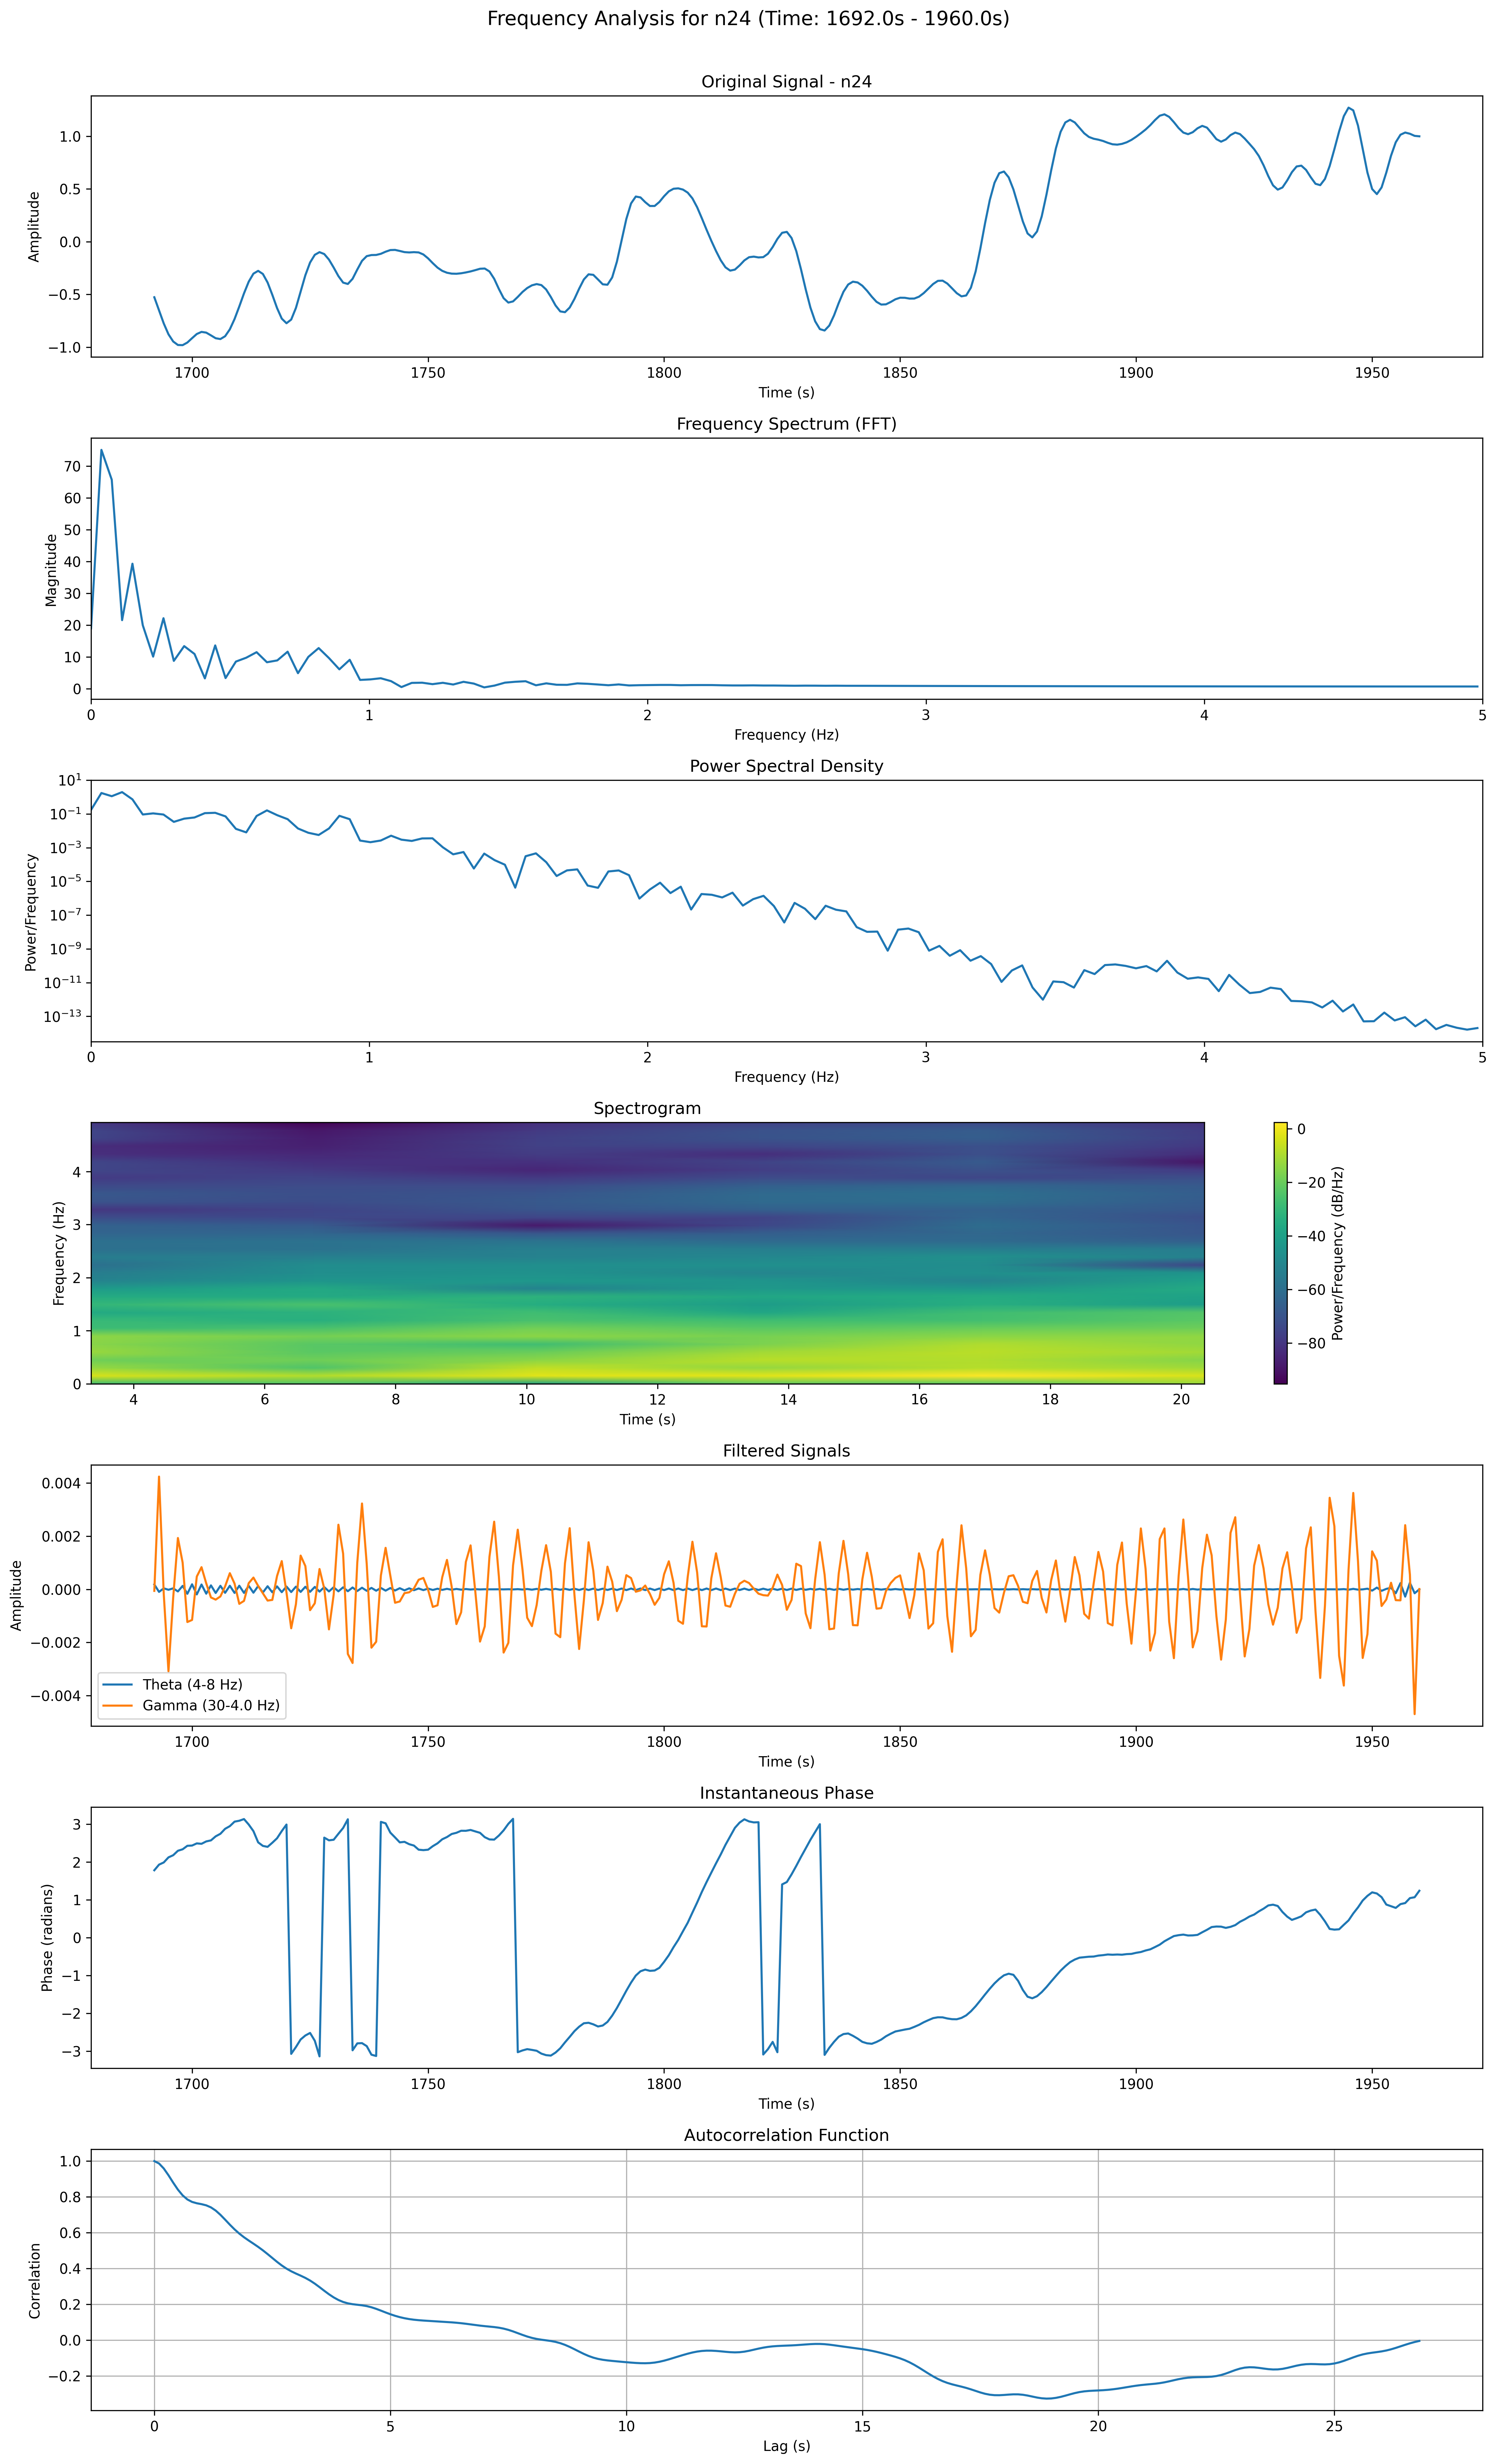 Frequency Analysis for n24 (Time: 1692.0s - 1960.0s)
Original Signal - n24
Amplitude
1.0
0.5
0.0
−0.5
−1.0
1700 1750 1800 1850 1900 1950
Time (s)
Frequency Spectrum (FFT)
Magnitude
70
60
50
40
30
20
10
0
0 1 2 3 4 5
Frequency (Hz)
Power Spectral Density
Power/Frequency
10¹
10⁻¹
10⁻³
10⁻⁵
10⁻⁷
10⁻⁹
10⁻¹¹
10⁻¹³
0 1 2 3 4 5
Frequency (Hz)
Spectrogram
Frequency (Hz)
4
3
2
1
0
4 6 8 10 12 14 16 18 20
Time (s)
0
−20
−40
−60
−80
Power/Frequency (dB/Hz)
Filtered Signals
Amplitude
0.004
0.002
0.000
−0.002
−0.004
Theta (4-8 Hz)
Gamma (30-4.0 Hz)
1700 1750 1800 1850 1900 1950
Time (s)
Instantaneous Phase
Phase (radians)
3
2
1
0
−1
−2
−3
1700 1750 1800 1850 1900 1950
Time (s)
Autocorrelation Function
Correlation
1.0
0.8
0.6
0.4
0.2
0.0
−0.2
0 5 10 15 20 25
Lag (s)